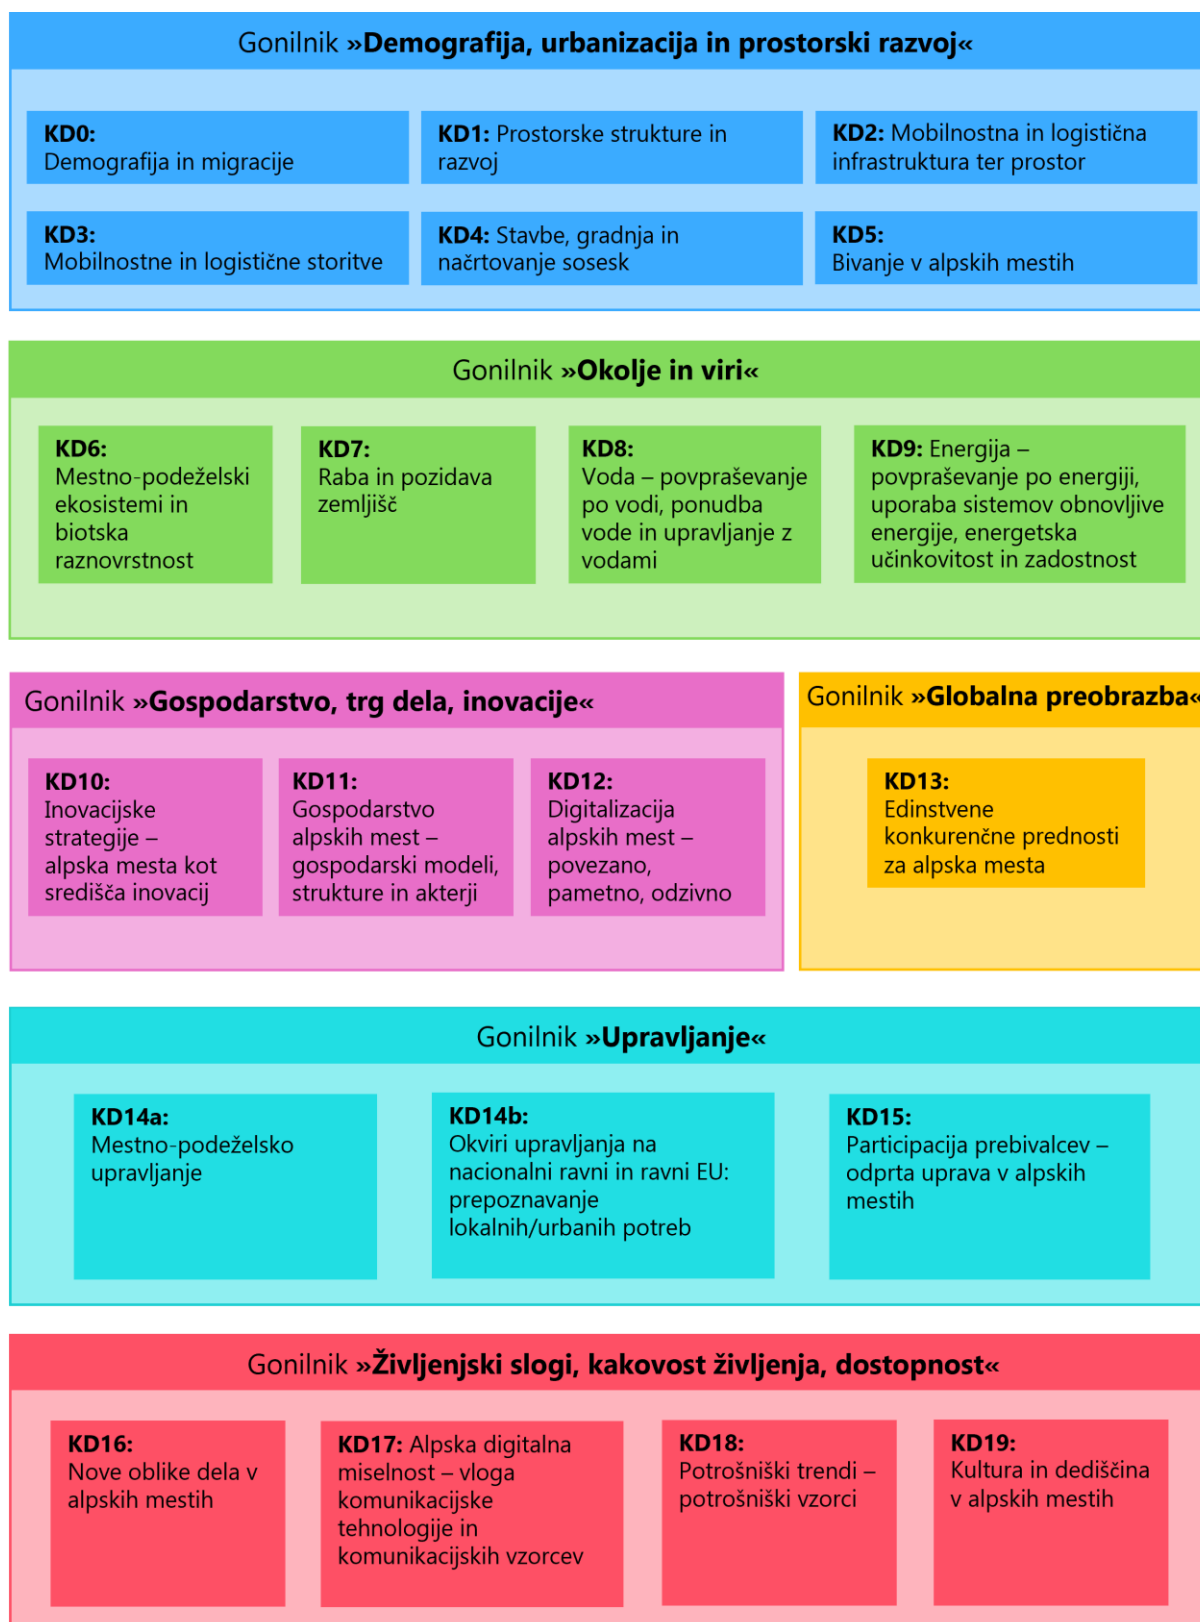 Gonilnik »Demografija, urbanizacija in prostorski razvoj«
KD0:
Demografija in migracije
KD1: Prostorske strukture in
razvoj
KD2: Mobilnostna in logistična
infrastruktura ter prostor
KD3:
Mobilnostne in logistične storitve
KD4: Stavbe, gradnja in
načrtovanje sosesk
KD5:
Bivanje v alpskih mestih
Gonilnik »Okolje in viri«
KD6:
Mestno-podeželski
ekosistemi in
biotska
raznovrstnost
KD7:
Raba in pozidava
zemljišč
KD8:
Voda – povpraševanje
po vodi, ponudba
vode in upravljanje z
vodami
KD9: Energija –
povpraševanje po energiji,
uporaba sistemov obnovljive
energije, energetska
učinkovitost in zadostnost
Gonilnik »Gospodarstvo, trg dela, inovacije«
KD10:
Inovacijske
strategije –
alpska mesta kot
središča inovacij
KD11:
Gospodarstvo
alpskih mest –
gospodarski modeli,
strukture in akterji
KD12:
Digitalizacija
alpskih mest –
povezano,
pametno, odzivno
Gonilnik »Globalna preobrazba«
KD13:
Edinstvene
konkurenčne prednosti
za alpska mesta
Gonilnik »Upravljanje«
KD14a:
Mestno-podeželsko
upravljanje
KD14b:
Okviri upravljanja na
nacionalni ravni in ravni EU:
prepoznavanje
lokalnih/urbanih potreb
KD15:
Participacija prebivalcev –
odprta uprava v alpskih
mestih
Gonilnik »Življenjski slogi, kakovost življenja, dostopnost«
KD16:
Nove oblike dela v
alpskih mestih
KD17: Alpska digitalna
miselnost – vloga
komunikacijske
tehnologije in
komunikacijskih vzorcev
KD18:
Potrošniški trendi –
potrošniški vzorci
KD19:
Kultura in dediščina
v alpskih mestih